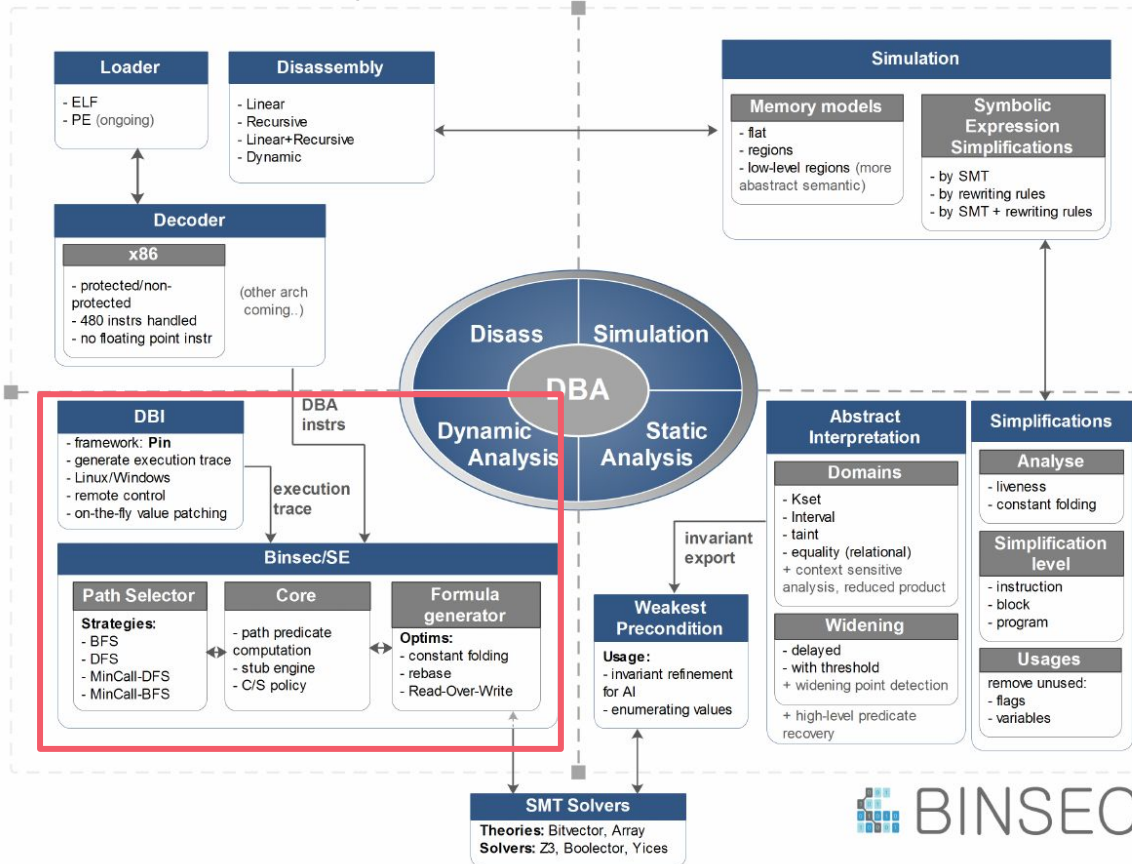 Loader
- ELF
- PE (ongoing)
Disassembly
- Linear
- Recursive
- Linear+Recursive
- Dynamic
Simulation
Memory models
- flat
- regions
- low-level regions (more
abastract semantic)
Symbolic
Expression
Simplifications
- by SMT
- by rewriting rules
- by SMT + rewriting rules
Decoder
x86
- protected/non-
protected
- 480 instrs handled
- no floating point instr
(other arch
coming..)
Disass
Simulation
DBA
Dynamic
Analysis
Static
Analysis
DBI
- framework: Pin
- generate execution trace
- Linux/Windows
- remote control
- on-the-fly value patching
DBA
instrs
execution
trace
Binsec/SE
Path Selector
Strategies:
- BFS
- DFS
- MinCall-DFS
- MinCall-BFS
Core
- path predicate
computation
- stub engine
- C/S policy
Formula
generator
Optims:
- constant folding
- rebase
- Read-Over-Write
invariant
export
Weakest
Precondition
Usage:
- invariant refinement
for AI
- enumerating values
Abstract
Interpretation
Domains
- Kset
- Interval
- taint
- equality (relational)
+ context sensitive
analysis, reduced product
Widening
- delayed
- with threshold
+ widening point detection
+ high-level predicate
recovery
Simplifications
Analyse
- liveness
- constant folding
Simplification
level
- instruction
- block
- program
Usages
remove unused:
- flags
- variables
SMT Solvers
Theories: Bitvector, Array
Solvers: Z3, Boolector, Yices
BINSEC